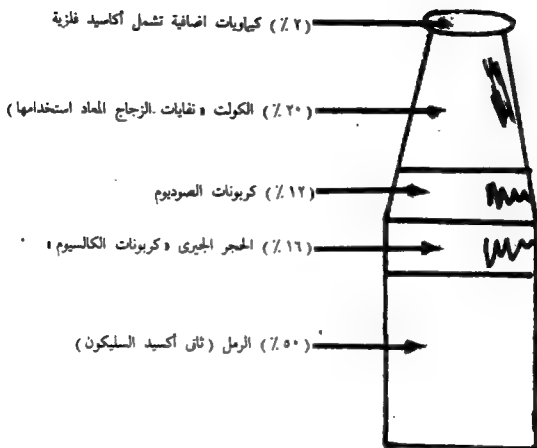 (٢ ٪) كيماويات اضافية تشمل أكاسيد فلزية
(٢٠ ٪) الكولت «نفايات الزجاج المعاد استخدامها)
(١٢ ٪) كربونات الصوديوم
(١٦ ٪) الحجر الجيرى «كربونات الكالسيوم»
(٥٠ ٪) الرمل (ثانى أكسيد السليكون)